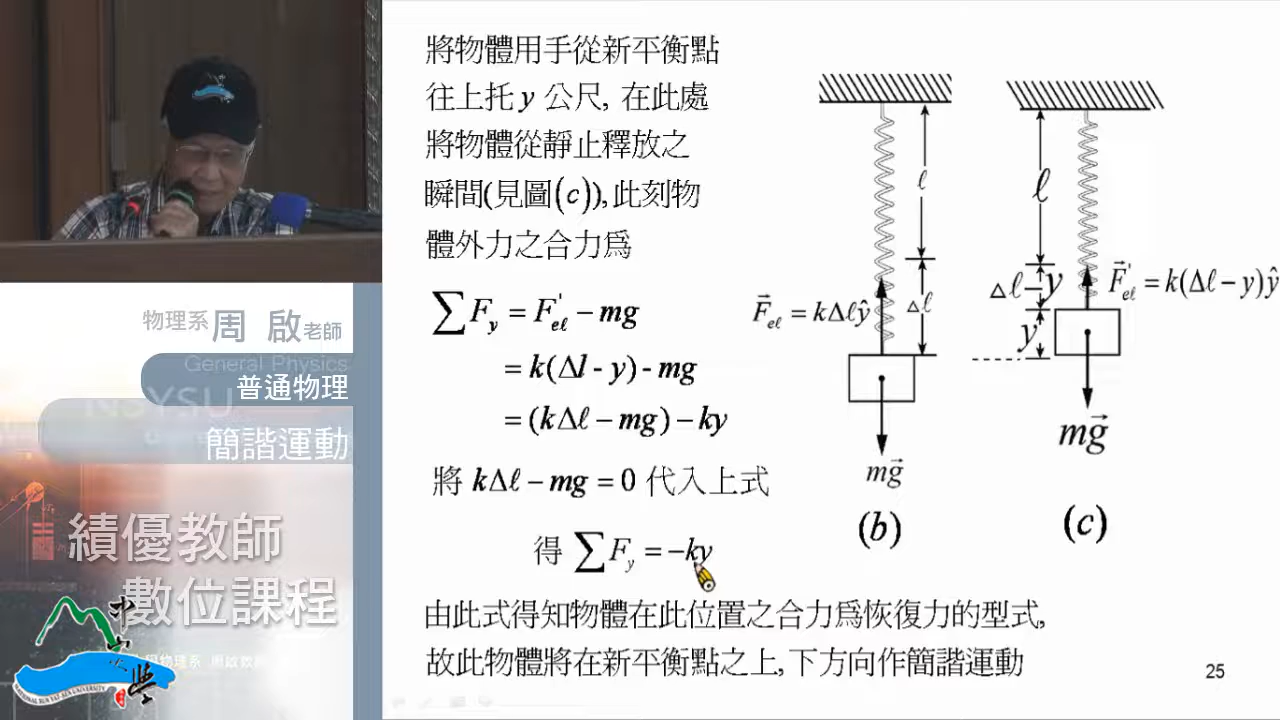 將物體用手從新平衡點
往上托 y 公尺, 在此處
將物體從靜止釋放之
瞬間(見圖(c)), 此刻物
體外力之合力為
∑F_y = F'_{eℓ} − mg
= k(Δl - y) - mg
= (kΔℓ − mg) − ky
將 kΔℓ − mg = 0 代入上式
得 ∑F_y = −ky
由此式得知物體在此位置之合力為恢復力的型式,
故此物體將在新平衡點之上,下方向作簡諧運動
ℓ
Δℓ
F⃗_{eℓ} = kΔℓŷ
mg⃗
(b)
ℓ
Δℓ−y
y
F⃗'_{eℓ} = k(Δℓ − y)ŷ
mg⃗
(c)
25
物理系 周 啟 老師
General Physics
普通物理
NSYSU
簡諧運動
績優教師
數位課程